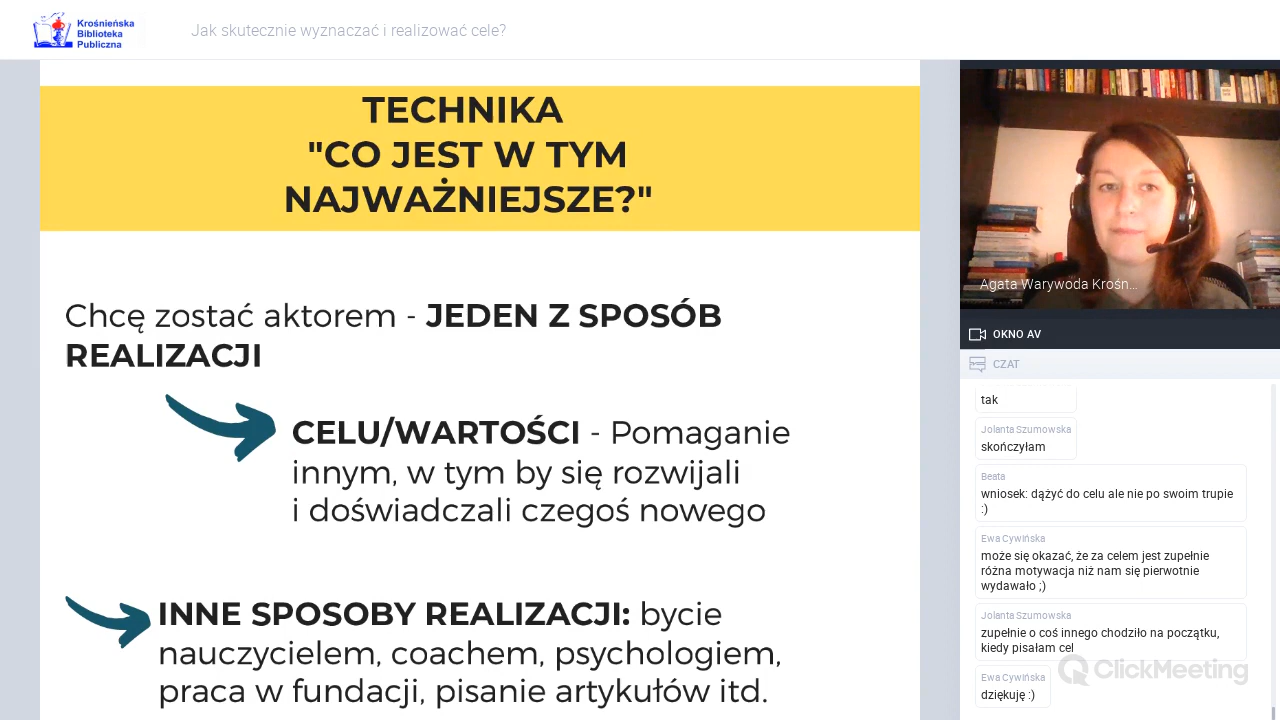 Krośnieńska
Biblioteka
Publiczna
Jak skutecznie wyznaczać i realizować cele?
TECHNIKA
"CO JEST W TYM
NAJWAŻNIEJSZE?"
Chcę zostać aktorem - JEDEN Z SPOSÓB
REALIZACJI
CELU/WARTOŚCI - Pomaganie
innym, w tym by się rozwijali
i doświadczali czegoś nowego
INNE SPOSOBY REALIZACJI: bycie
nauczycielem, coachem, psychologiem,
praca w fundacji, pisanie artykułów itd.
Agata Warywoda Krośn...
OKNO AV
CZAT
tak
Jolanta Szumowska
skończyłam
Beata
wniosek: dążyć do celu ale nie po swoim trupie
:)
Ewa Cywińska
może się okazać, że za celem jest zupełnie
różna motywacja niż nam się pierwotnie
wydawało ;)
Jolanta Szumowska
zupełnie o coś innego chodziło na początku,
kiedy pisałam cel
Ewa Cywińska
dziękuję :)
ClickMeeting